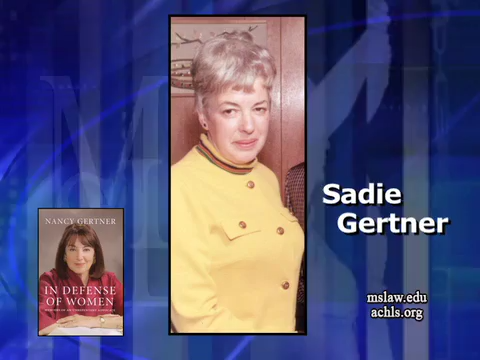 Sadie
Gertner
NANCY GERTNER
IN DEFENSE
OF WOMEN
mslaw.edu
achls.org